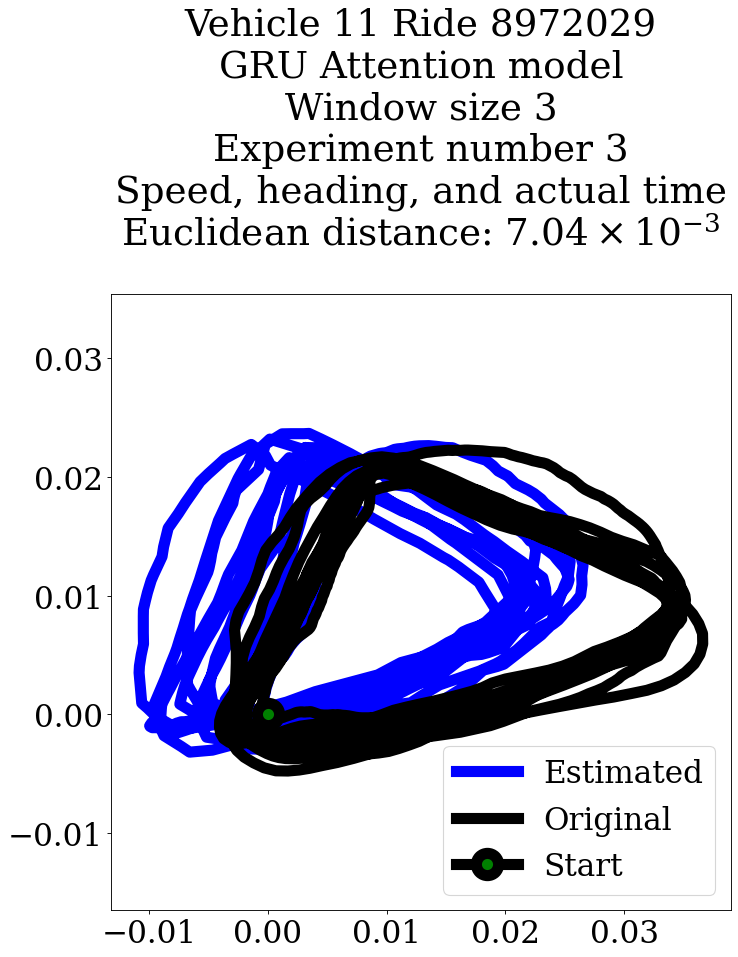 Vehicle 11 Ride 8972029
GRU Attention model
Window size 3
Experiment number 3
Speed, heading, and actual time
Euclidean distance: 7.04 × 10⁻³
0.03
0.02
0.01
0.00
−0.01
Estimated
Original
Start
−0.01 0.00 0.01 0.02 0.03